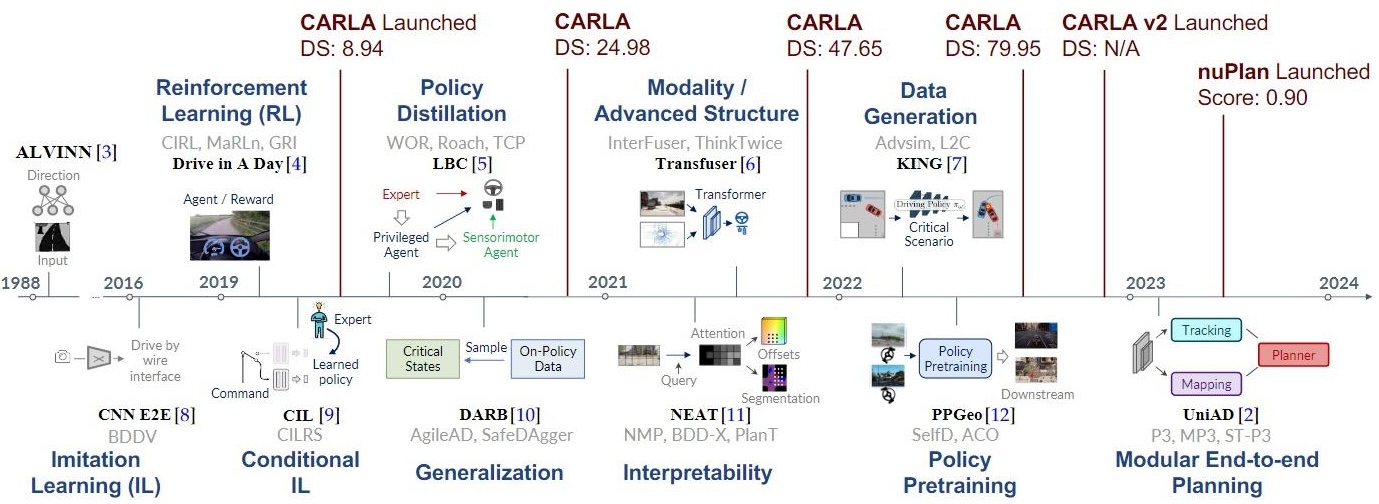 CARLA Launched
DS: 8.94
CARLA
DS: 24.98
CARLA
DS: 47.65
CARLA
DS: 79.95
CARLA v2 Launched
DS: N/A
nuPlan Launched
Score: 0.90
ALVINN [3]
Direction
Input
Reinforcement
Learning (RL)
CIRL, MaRLn, GRI
Drive in A Day [4]
Agent / Reward
Policy
Distillation
WOR, Roach, TCP
LBC [5]
Expert
Privileged
Agent
Sensorimotor
Agent
Modality /
Advanced Structure
InterFuser, ThinkTwice
Transfuser [6]
Transformer
Data
Generation
Advsim, L2C
KING [7]
Driving Policy πω
Critical
Scenario
1988
...
2016
2019
2020
2021
2022
2023
2024
Drive by
wire
interface
CNN E2E [8]
BDDV
Imitation
Learning (IL)
Expert
Learned
policy
Command
CIL [9]
CILRS
Conditional
IL
Critical
States
Sample
On-Policy
Data
DARB [10]
AgileAD, SafeDAgger
Generalization
Attention
Query
Offsets
Segmentation
NEAT [11]
NMP, BDD-X, PlanT
Interpretability
Policy
Pretraining
Downstream
PPGeo [12]
SelfD, ACO
Policy
Pretraining
Tracking
Planner
Mapping
UniAD [2]
P3, MP3, ST-P3
Modular End-to-end
Planning